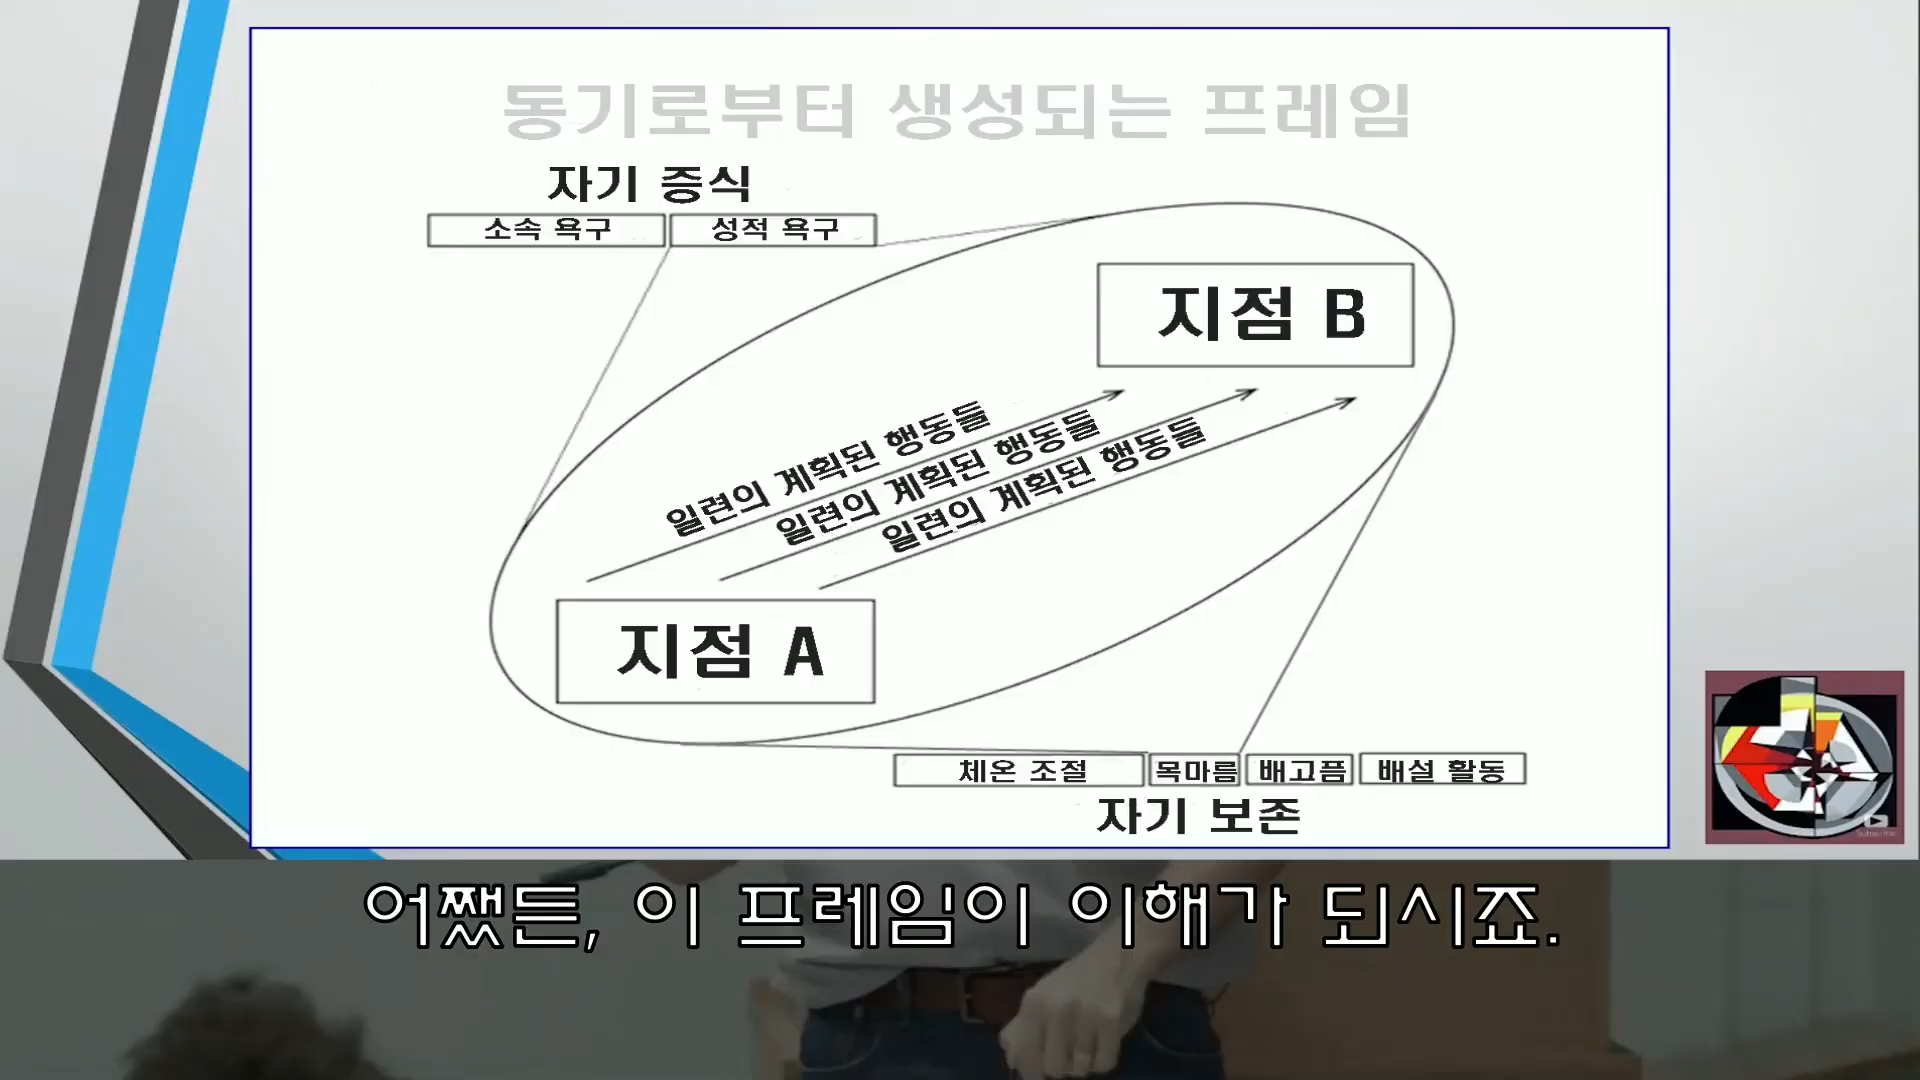 동기로부터 생성되는 프레임
자기 증식
소속 욕구 성적 욕구
지점 B
일련의 계획된 행동들
일련의 계획된 행동들
일련의 계획된 행동들
지점 A
체온 조절 목마름 배고픔 배설 활동
자기 보존
어쨌든, 이 프레임이 이해가 되시죠.